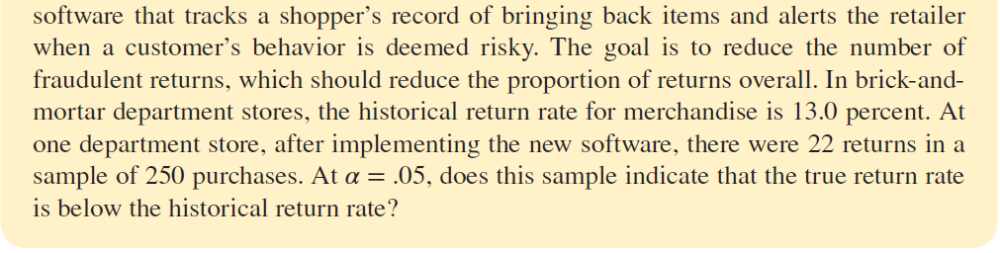 software that tracks a shopper’s record of bringing back items and alerts the retailer
when a customer’s behavior is deemed risky. The goal is to reduce the number of
fraudulent returns, which should reduce the proportion of returns overall. In brick-and-
mortar department stores, the historical return rate for merchandise is 13.0 percent. At
one department store, after implementing the new software, there were 22 returns in a
sample of 250 purchases. At α = .05, does this sample indicate that the true return rate
is below the historical return rate?